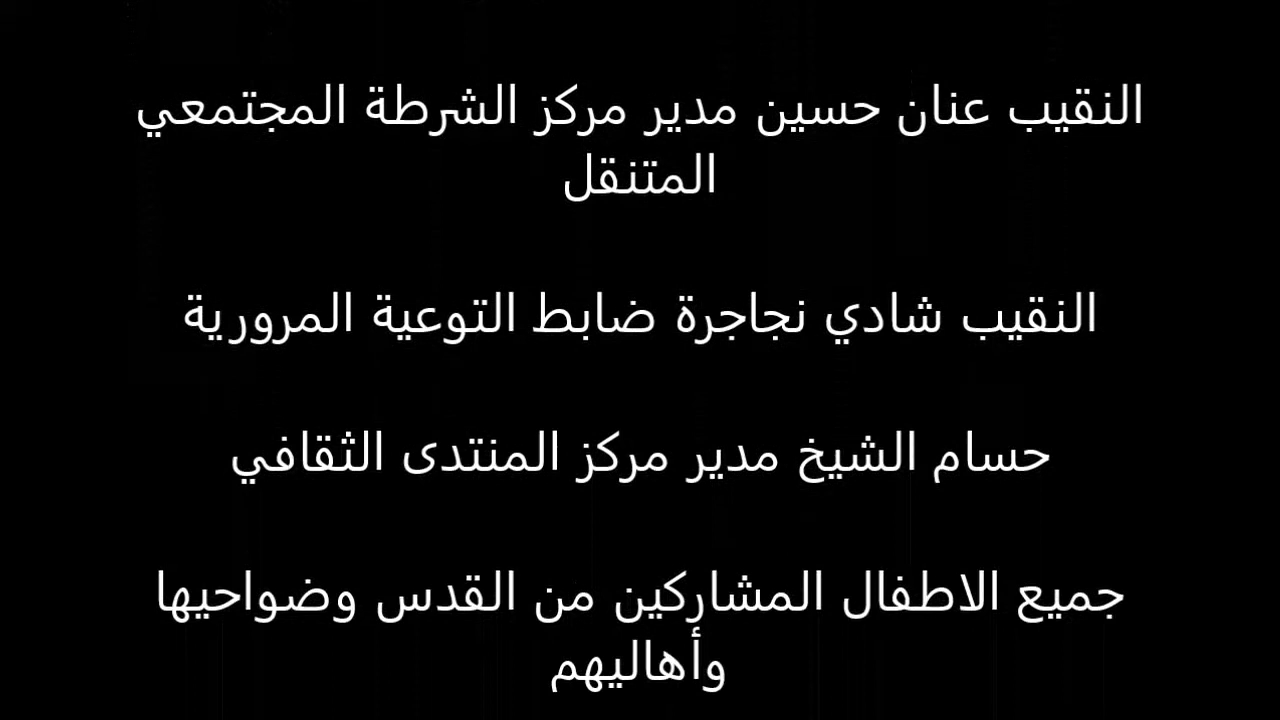 النقيب عنان حسين مدير مركز الشرطة المجتمعي
المتنقل
النقيب شادي نجاجرة ضابط التوعية المرورية
حسام الشيخ مدير مركز المنتدى الثقافي
جميع الاطفال المشاركين من القدس وضواحيها
وأهاليهم